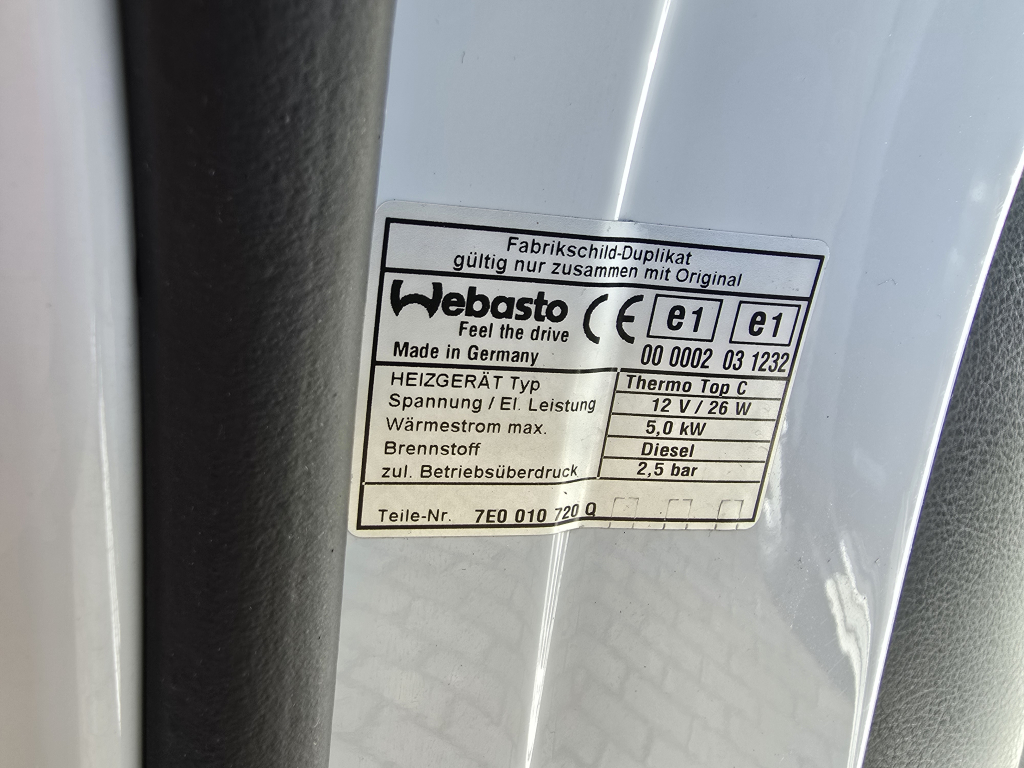 Fabrikschild-Duplikat
gültig nur zusammen mit Original
Webasto CE e1 e1
Feel the drive
Made in Germany 00 0002 03 1232
HEIZGERÄT Typ Thermo Top C
Spannung / El. Leistung 12 V / 26 W
Wärmestrom max. 5,0 kW
Brennstoff Diesel
zul. Betriebsüberdruck 2,5 bar
Teile-Nr. 7E0 010 720 Q